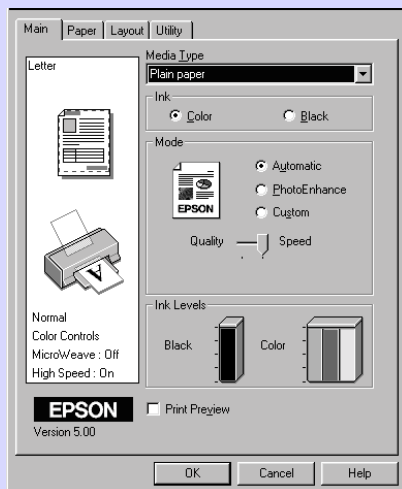 Main Paper Layout Utility
Letter
Media Type
Plain paper
Ink
Color Black
Mode
EPSON
Automatic
PhotoEnhance
Custom
Quality Speed
A
Normal
Color Controls
MicroWeave : Off
High Speed : On
Ink Levels
Black Color
EPSON
Version 5.00
Print Preview
OK Cancel Help